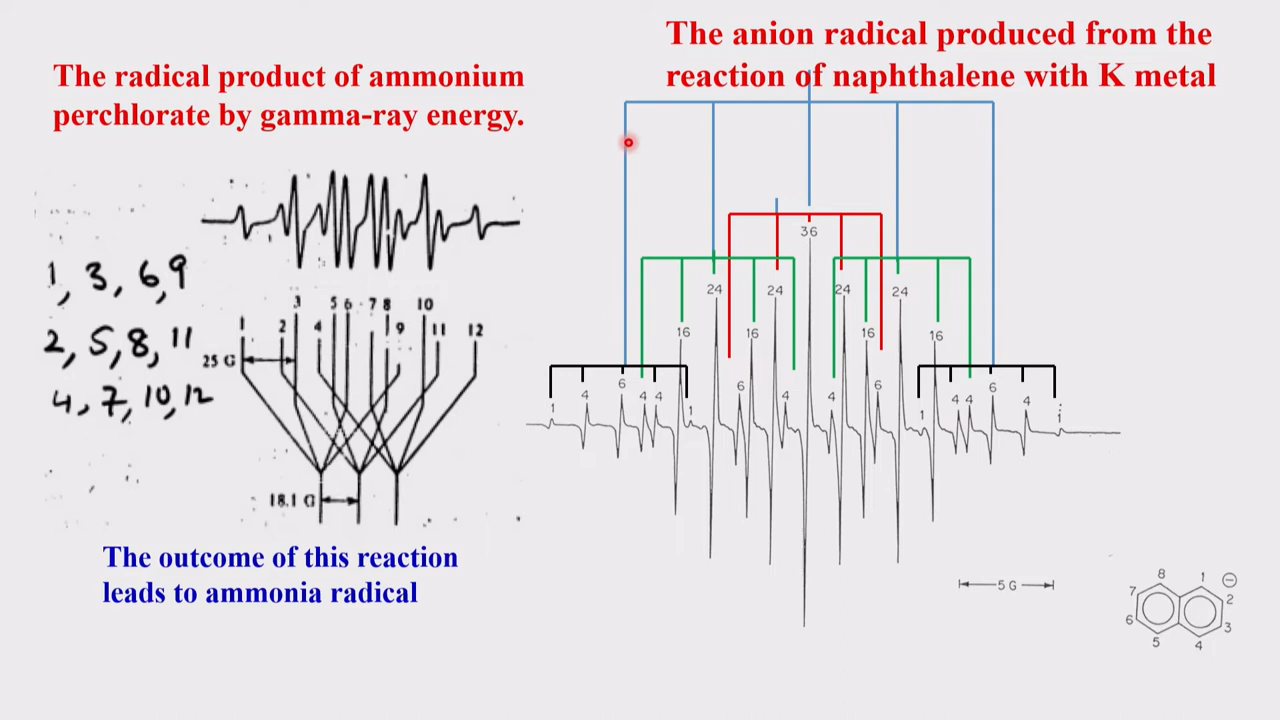 The radical product of ammonium
perchlorate by gamma-ray energy.
1, 3, 6, 9
2, 5, 8, 11
4, 7, 10, 12
1 2 3 4 5 6 7 8 9 10 11 12
25 G
18.1 G
The outcome of this reaction
leads to ammonia radical
The anion radical produced from the
reaction of naphthalene with K metal
36
24 24 24 24
16 16 16 16
1 4 6 4 4 1 6 4 4 6 1 4 4 6 4 1
5 G
8 1 ⊖
7 2
6 3
5 4